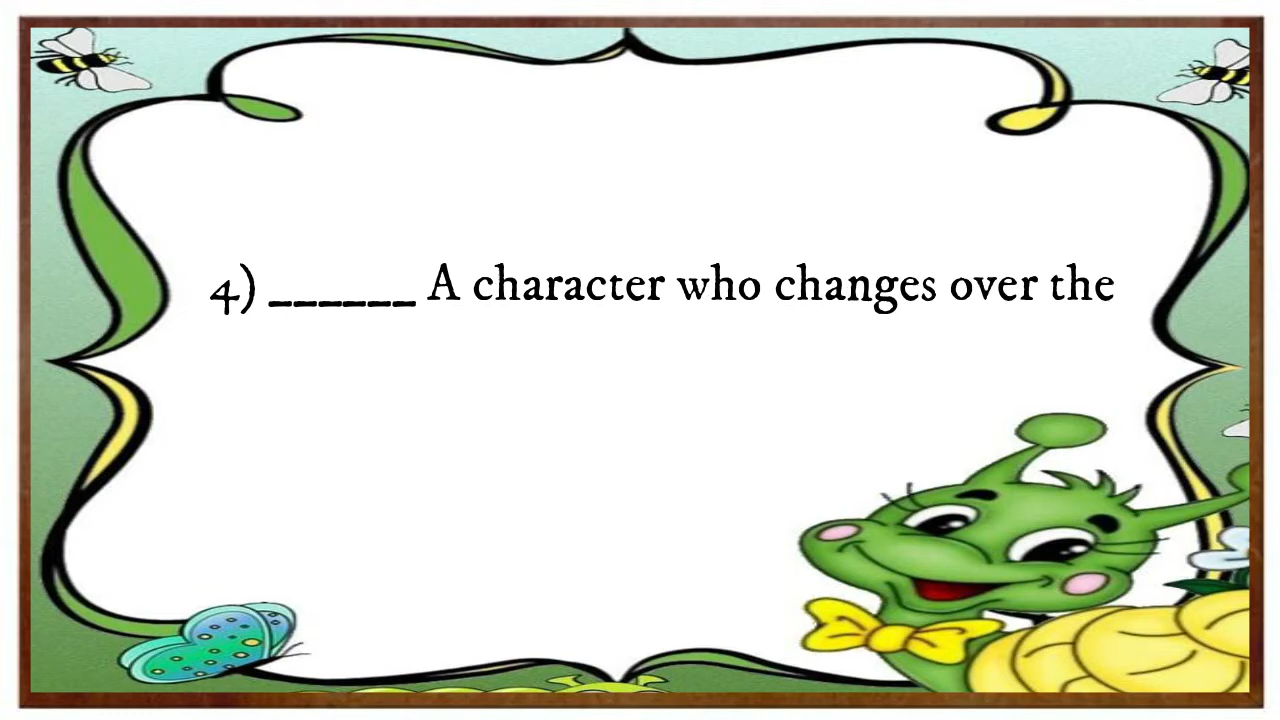 4) ______ A character who changes over the